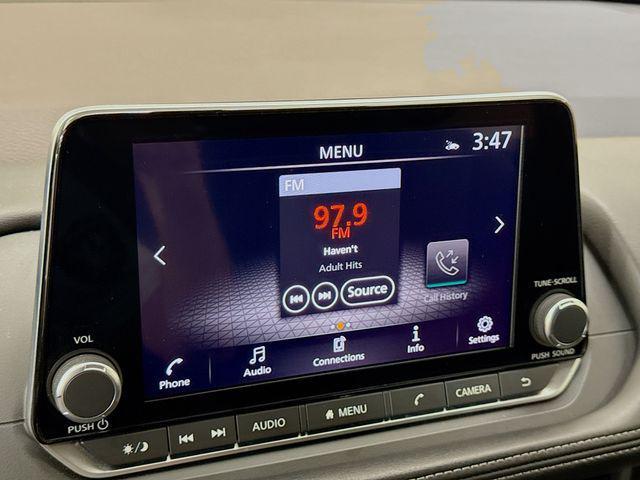 MENU
3:47
FM
97.9
FM
Haven't
Adult Hits
Source
Call History
Phone
Audio
Connections
Info
Settings
VOL
PUSH
TUNE·SCROLL
PUSH SOUND
AUDIO
MENU
CAMERA